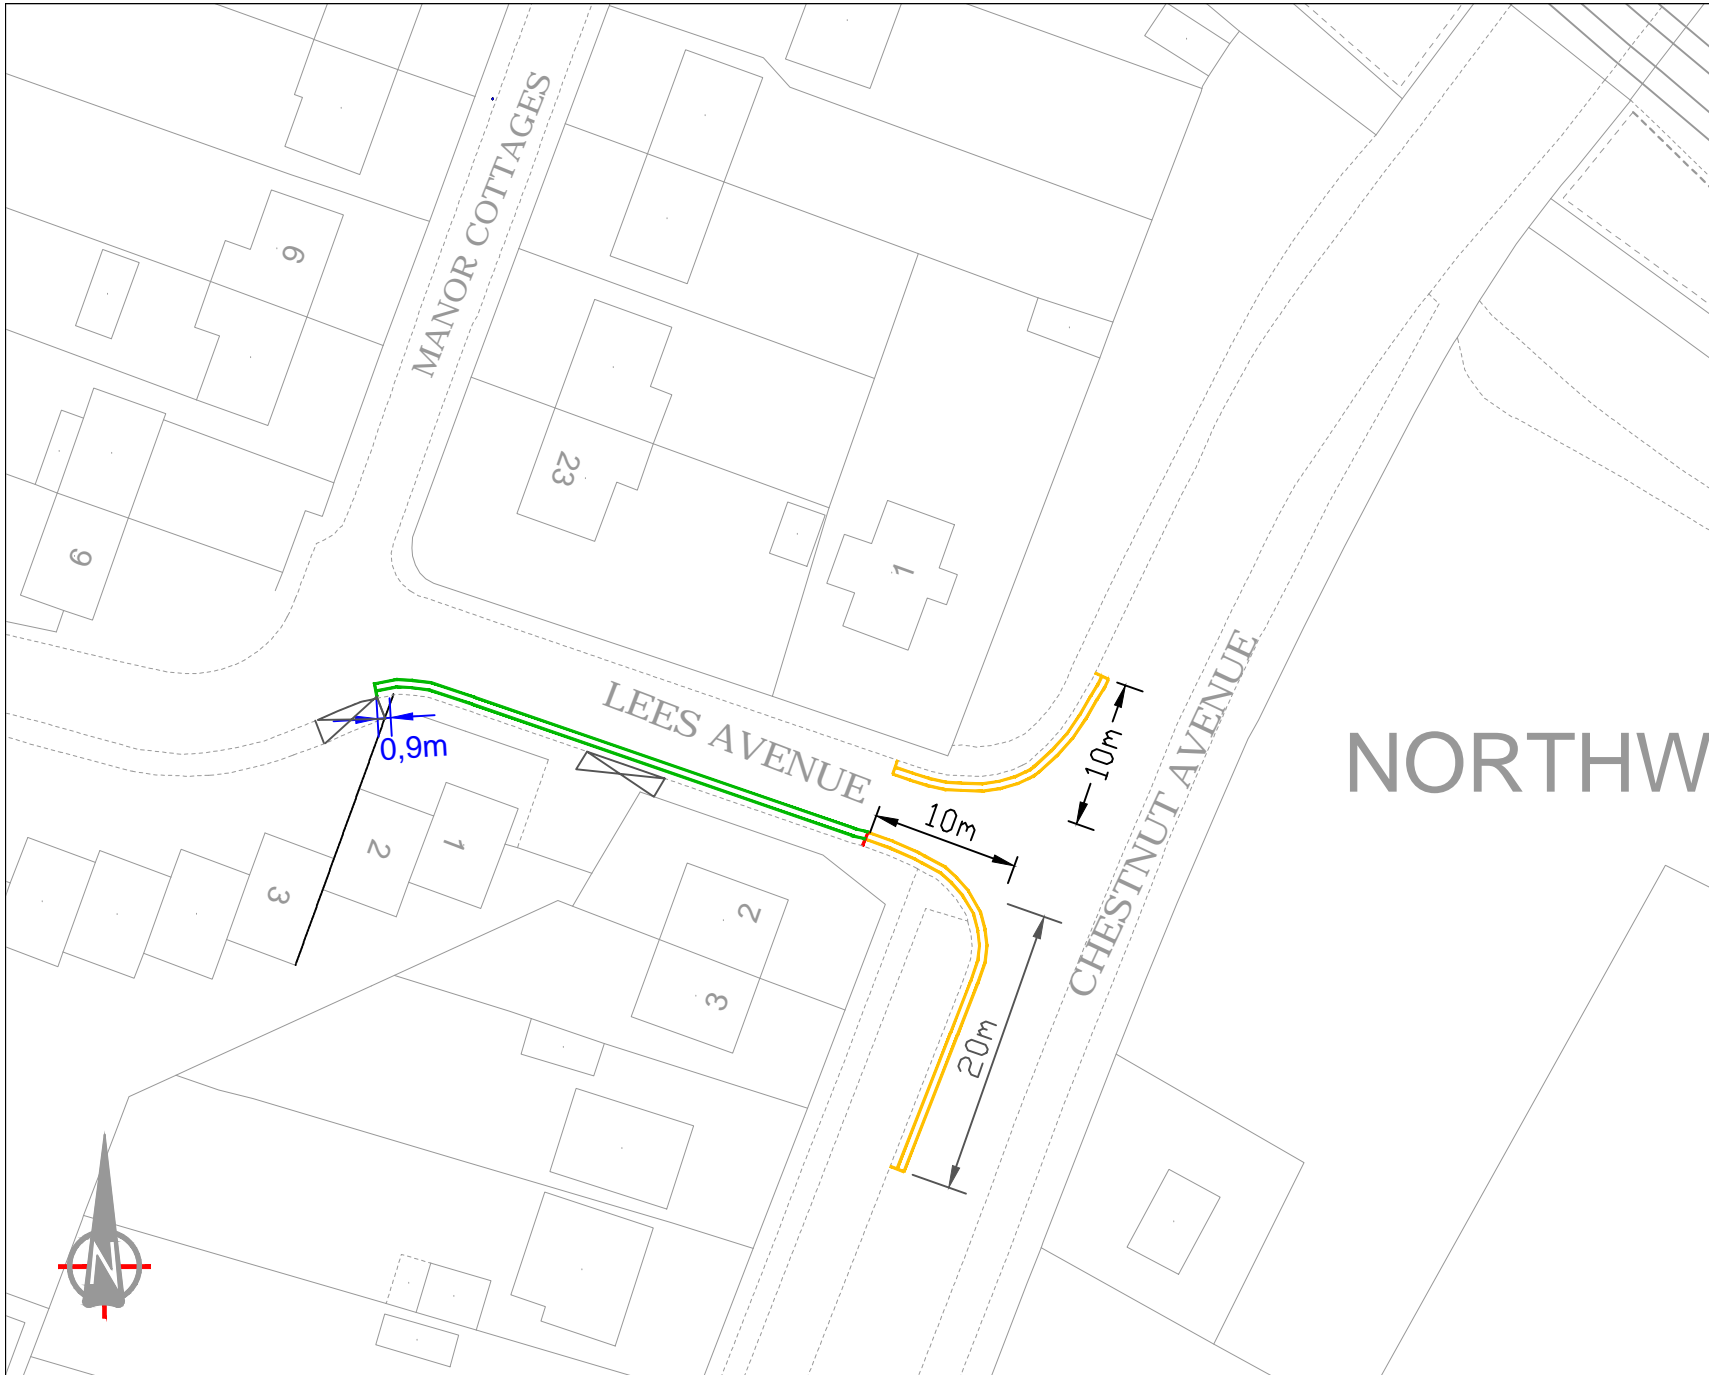 MANOR COTTAGES
6
23
9
1
LEES AVENUE
0,9m
10m
10m
CHESTNUT AVENUE
NORTHW
2
1
3
2
3
20m
N